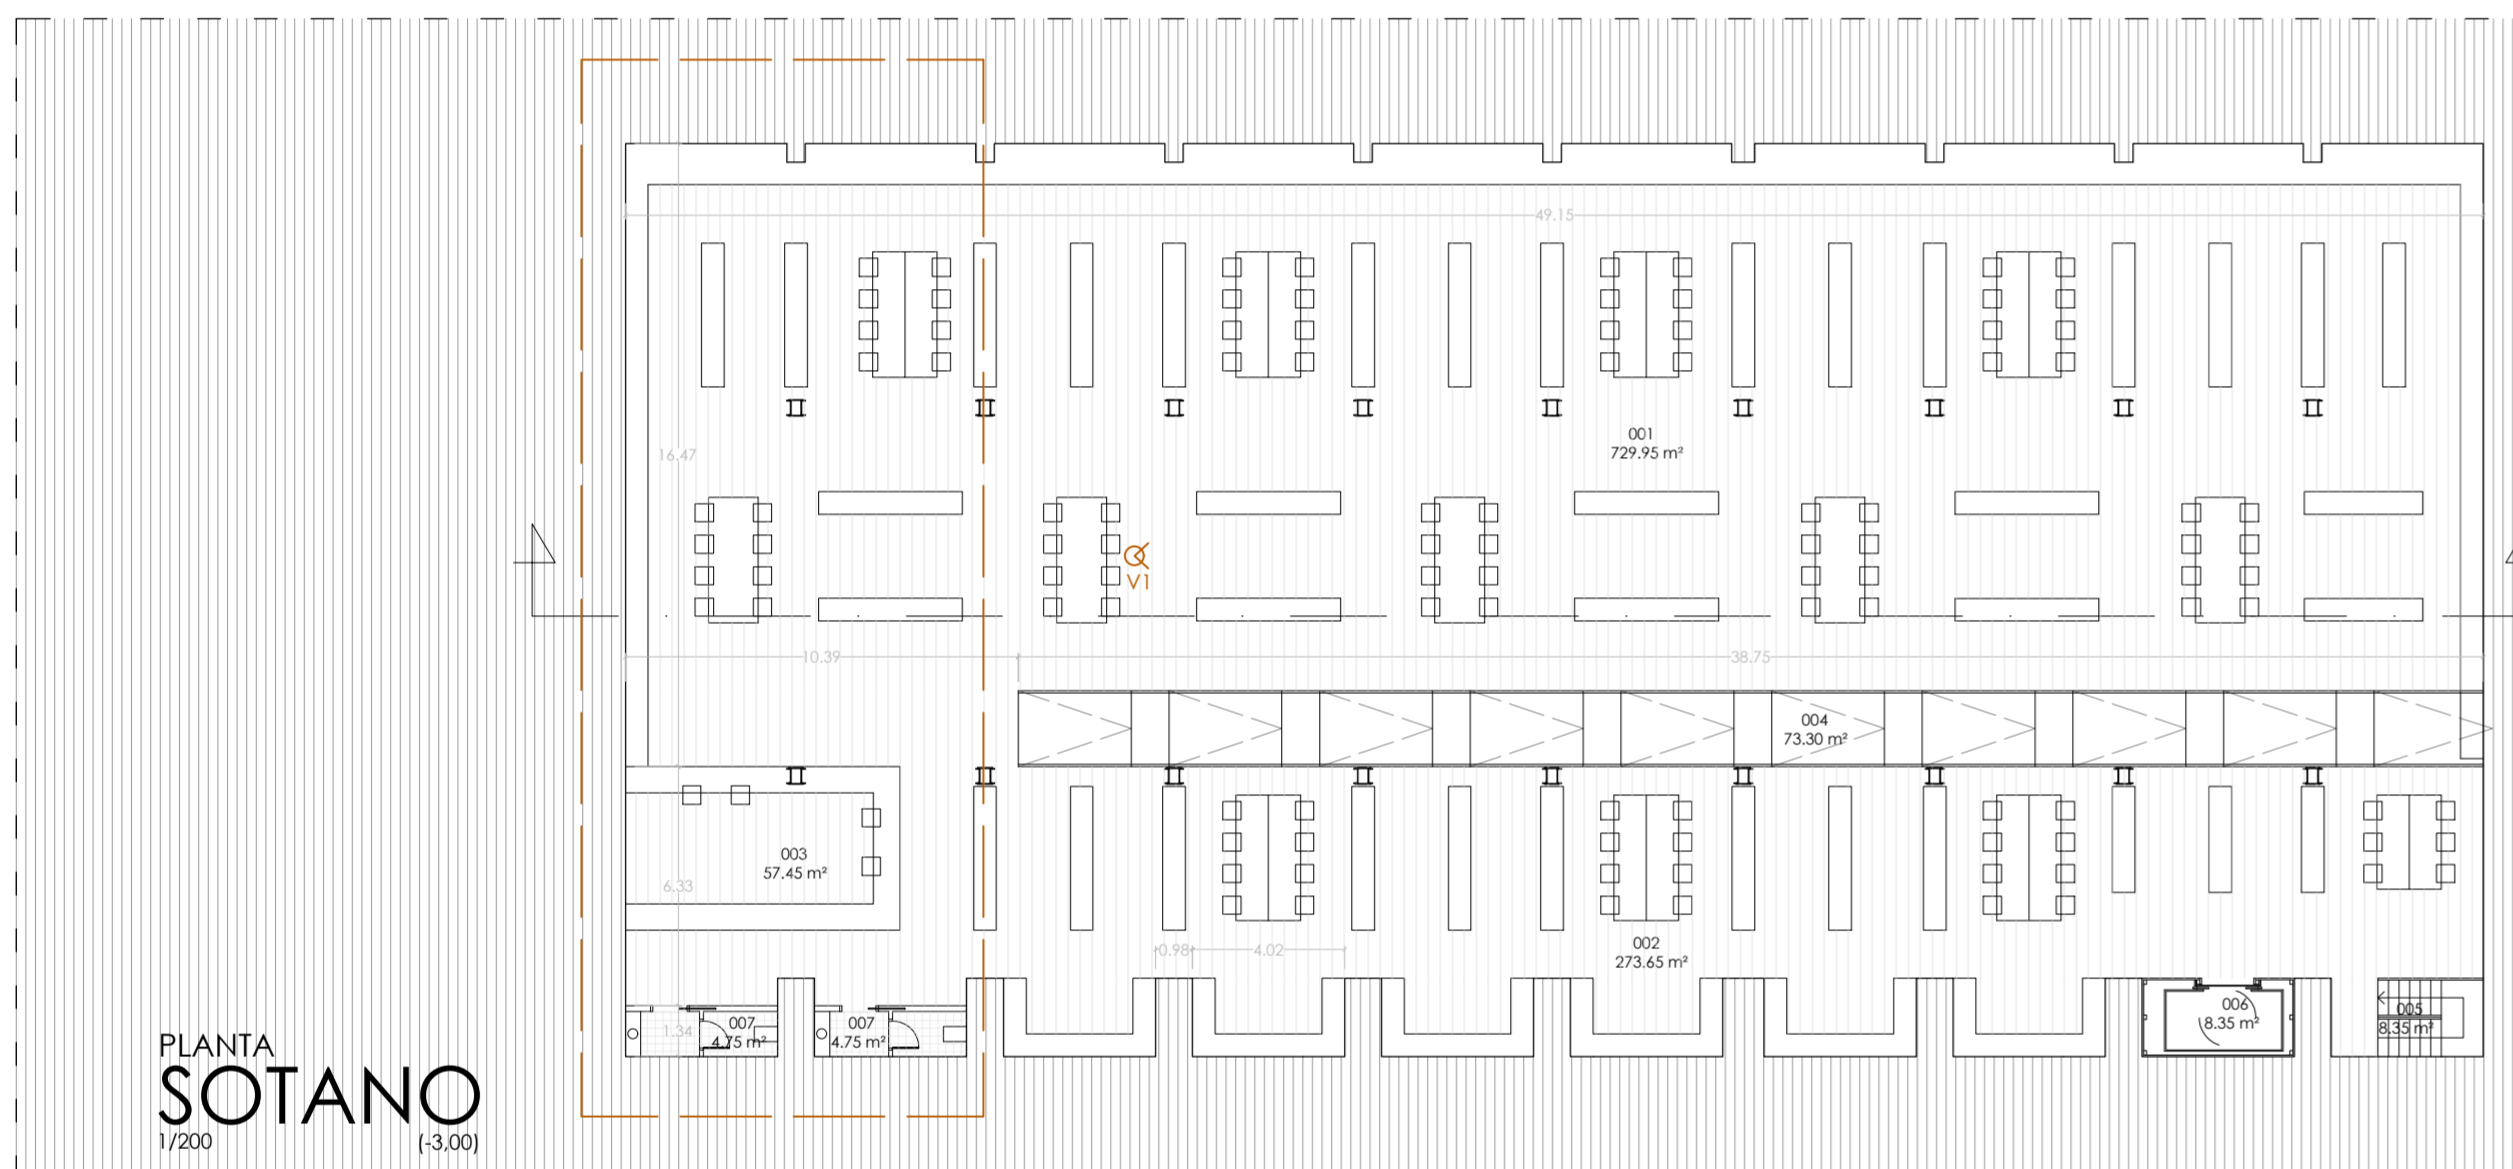 49.15
001
729.95 m²
16.47
V1
10.39
38.75
004
73.30 m²
003
57.45 m²
6.33
0.98
4.02
002
273.65 m²
007
4.75 m²
007
4.75 m²
1.34
006
8.35 m²
005
8.35 m²
PLANTA
SOTANO
1/200
(-3,00)